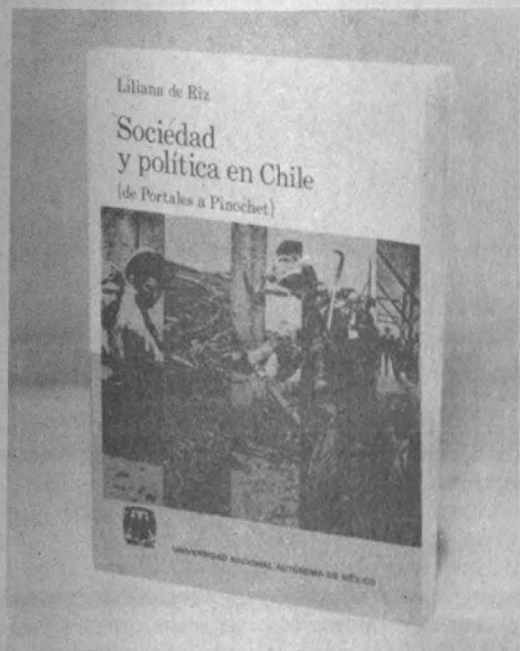 Liliana de Riz
Sociedad
y política en Chile
(de Portales a Pinochet)
UNIVERSIDAD NACIONAL AUTÓNOMA DE MÉXICO